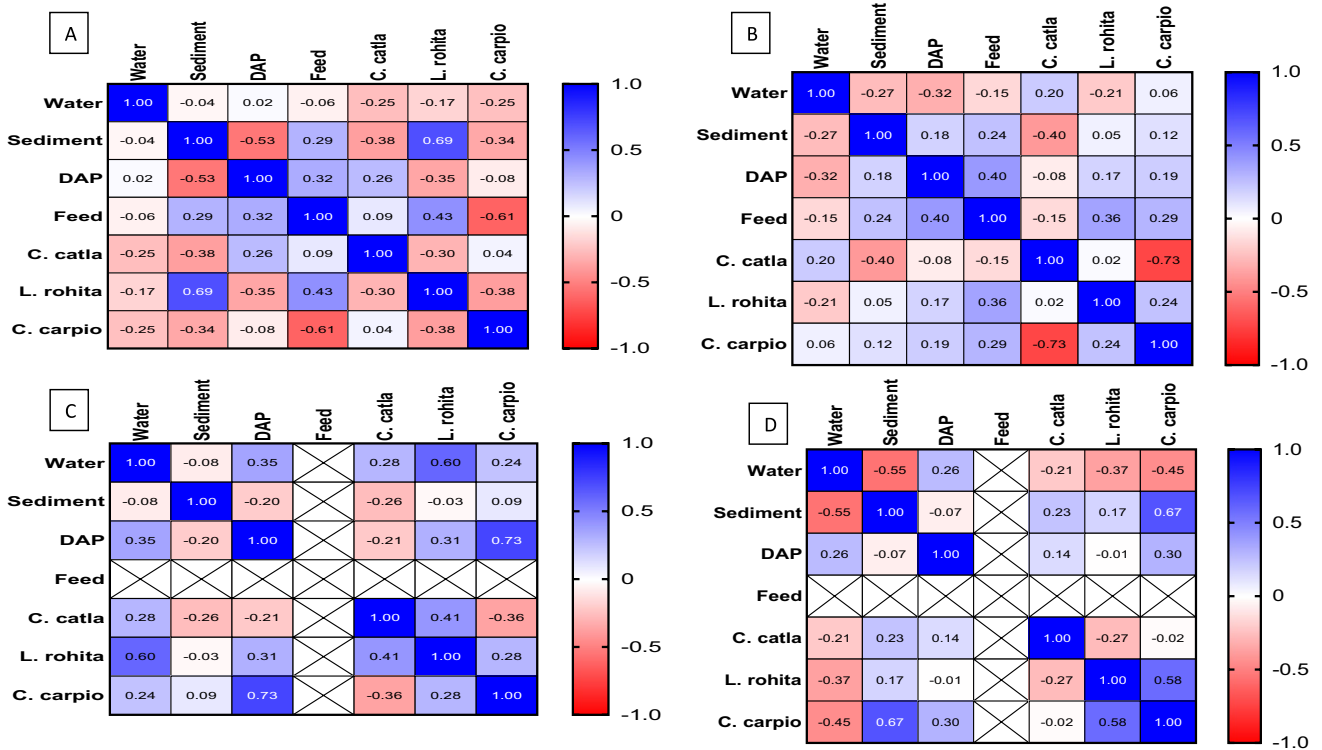 A
Water Sediment DAP Feed C. catla L. rohita C. carpio
Water 1.00 -0.04 0.02 -0.06 -0.25 -0.17 -0.25
Sediment -0.04 1.00 -0.53 0.29 -0.38 0.69 -0.34
DAP 0.02 -0.53 1.00 0.32 0.26 -0.35 -0.08
Feed -0.06 0.29 0.32 1.00 0.09 0.43 -0.61
C. catla -0.25 -0.38 0.26 0.09 1.00 -0.30 0.04
L. rohita -0.17 0.69 -0.35 0.43 -0.30 1.00 -0.38
C. carpio -0.25 -0.34 -0.08 -0.61 0.04 -0.38 1.00
1.0
0.5
0
-0.5
-1.0
B
Water Sediment DAP Feed C. catla L. rohita C. carpio
Water 1.00 -0.27 -0.32 -0.15 0.20 -0.21 0.06
Sediment -0.27 1.00 0.18 0.24 -0.40 0.05 0.12
DAP -0.32 0.18 1.00 0.40 -0.08 0.17 0.19
Feed -0.15 0.24 0.40 1.00 -0.15 0.36 0.29
C. catla 0.20 -0.40 -0.08 -0.15 1.00 0.02 -0.73
L. rohita -0.21 0.05 0.17 0.36 0.02 1.00 0.24
C. carpio 0.06 0.12 0.19 0.29 -0.73 0.24 1.00
1.0
0.5
0
-0.5
-1.0
C
Water Sediment DAP Feed C. catla L. rohita C. carpio
Water 1.00 -0.08 0.35 0.28 0.60 0.24
Sediment -0.08 1.00 -0.20 -0.26 -0.03 0.09
DAP 0.35 -0.20 1.00 -0.21 0.31 0.73
Feed
C. catla 0.28 -0.26 -0.21 1.00 0.41 -0.36
L. rohita 0.60 -0.03 0.31 0.41 1.00 0.28
C. carpio 0.24 0.09 0.73 -0.36 0.28 1.00
1.0
0.5
0
-0.5
-1.0
D
Water Sediment DAP Feed C. catla L. rohita C. carpio
Water 1.00 -0.55 0.26 -0.21 -0.37 -0.45
Sediment -0.55 1.00 -0.07 0.23 0.17 0.67
DAP 0.26 -0.07 1.00 0.14 -0.01 0.30
Feed
C. catla -0.21 0.23 0.14 1.00 -0.27 -0.02
L. rohita -0.37 0.17 -0.01 -0.27 1.00 0.58
C. carpio -0.45 0.67 0.30 -0.02 0.58 1.00
1.0
0.5
0
-0.5
-1.0